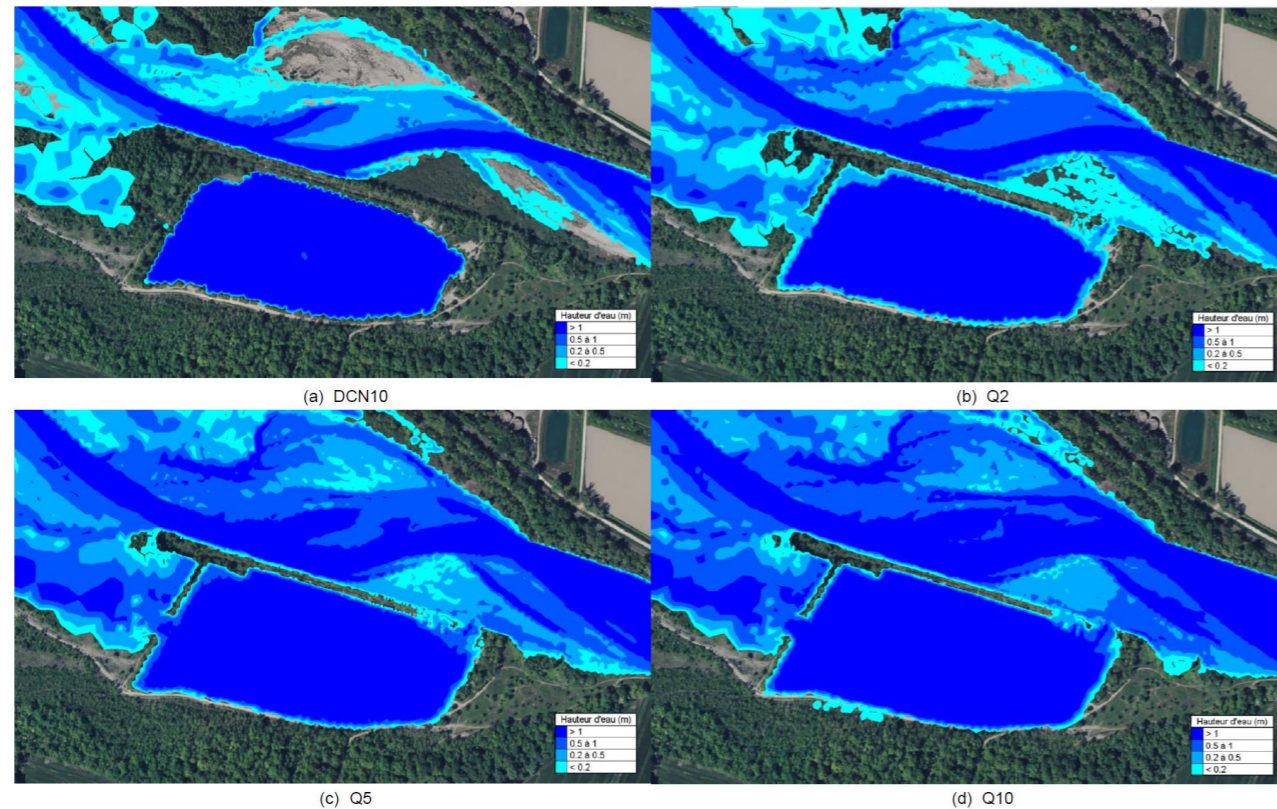 Hauteur d'eau (m)
> 1
0.5 à 1
0.2 à 0.5
< 0.2
(a) DCN10
Hauteur d'eau (m)
> 1
0.5 à 1
0.2 à 0.5
< 0.2
(b) Q2
Hauteur d'eau (m)
> 1
0.5 à 1
0.2 à 0.5
< 0.2
(c) Q5
Hauteur d'eau (m)
> 1
0.5 à 1
0.2 à 0.5
< 0.2
(d) Q10